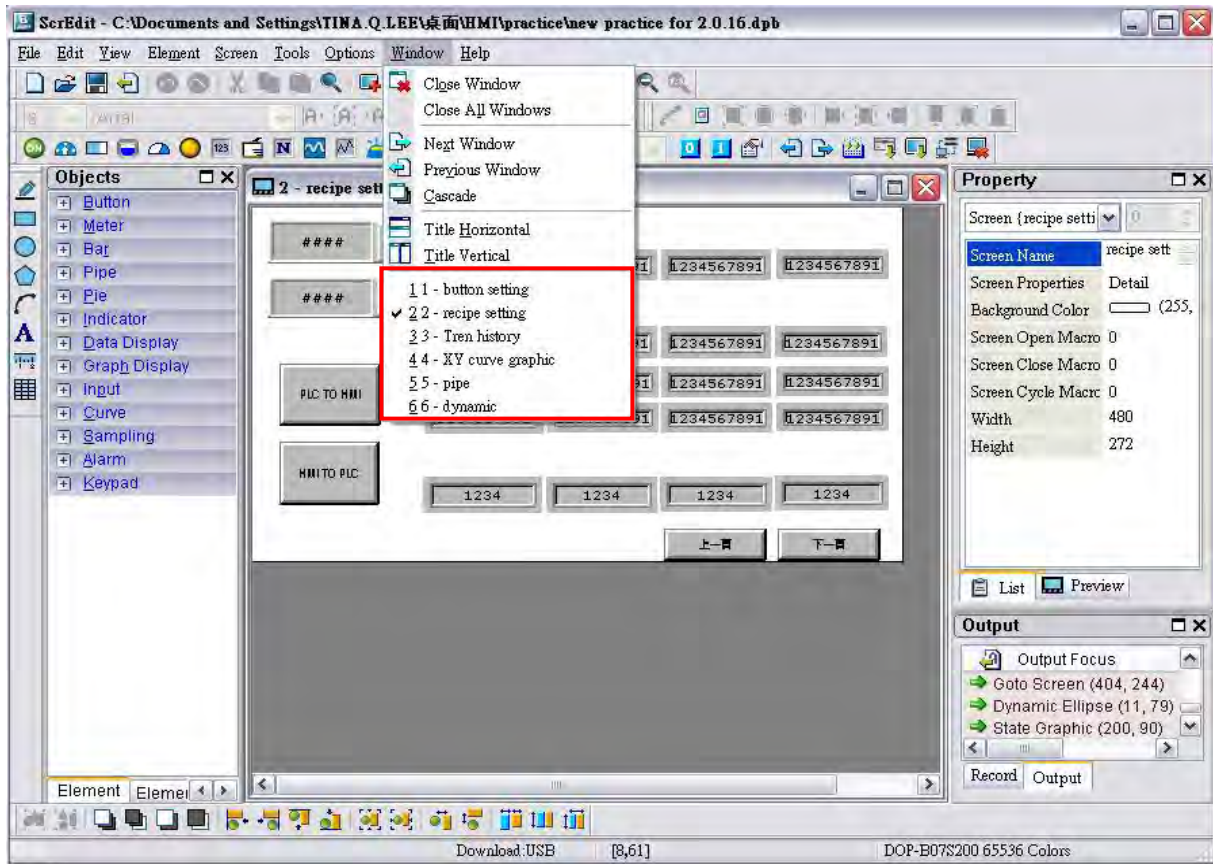 ScrEdit - C:\Documents and Settings\TINA.Q.LEE\桌面\HMI\practice\new practice for 2.0.16.dpb
File Edit View Element Screen Tools Options Window Help
Close Window
Close All Windows
Next Window
Previous Window
Cascade
Title Horizontal
Title Vertical
1 1 - button setting
2 2 - recipe setting
3 3 - Tren history
4 4 - XY curve graphic
5 5 - pipe
6 6 - dynamic
Objects
Button
Meter
Bar
Pipe
Pie
Indicator
Data Display
Graph Display
Input
Curve
Sampling
Alarm
Keypad
Element Elemei
2 - recipe sett
####
####
PLC TO HMI
HMI TO PLC
1234567891 1234567891
1234567891 1234567891
1234567891 1234567891
1234567891 1234567891
1234 1234 1234 1234
上一頁 下一頁
Property
Screen {recipe setti 0
Screen Name recipe sett
Screen Properties Detail
Background Color (255,
Screen Open Macro 0
Screen Close Macro 0
Screen Cycle Macrc 0
Width 480
Height 272
List Preview
Output
Output Focus
Goto Screen (404, 244)
Dynamic Ellipse (11, 79)
State Graphic (200, 90)
Record Output
Download:USB [8,61] DOP-B07S200 65536 Colors